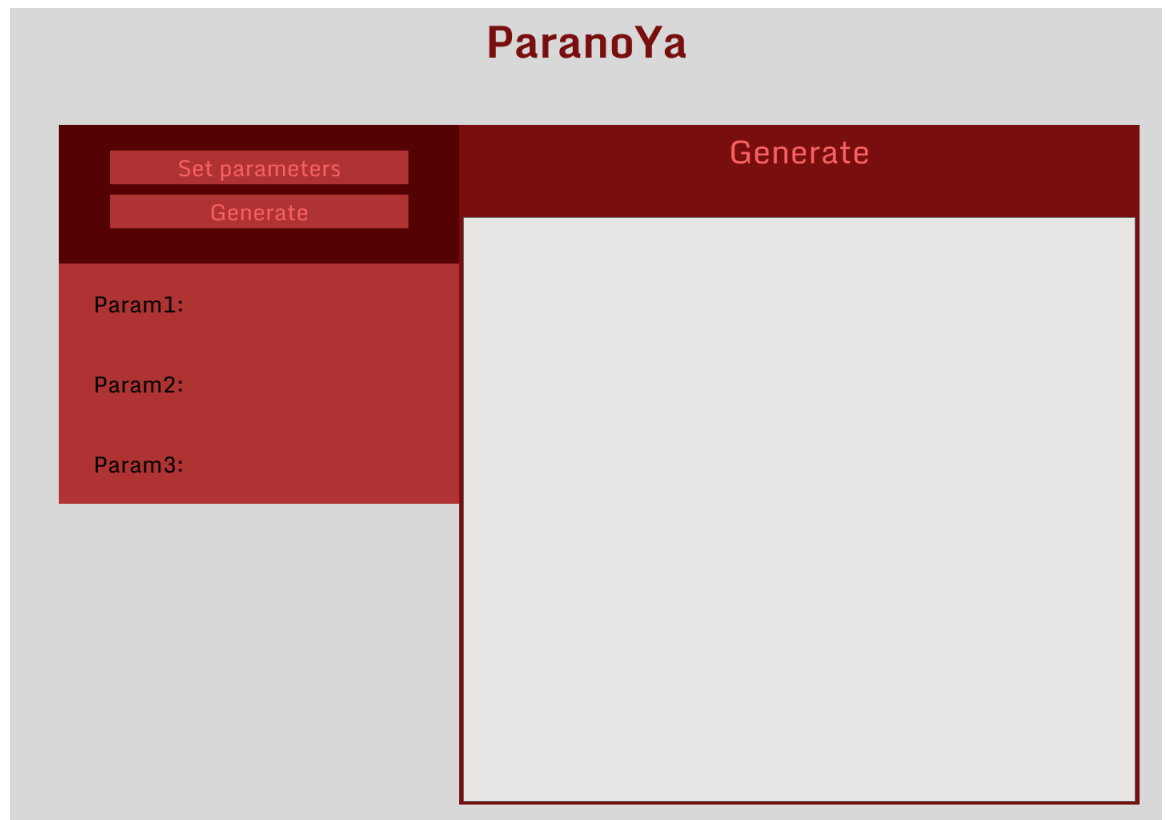 ParanoYa
Set parameters
Generate
Param1:
Param2:
Param3:
Generate